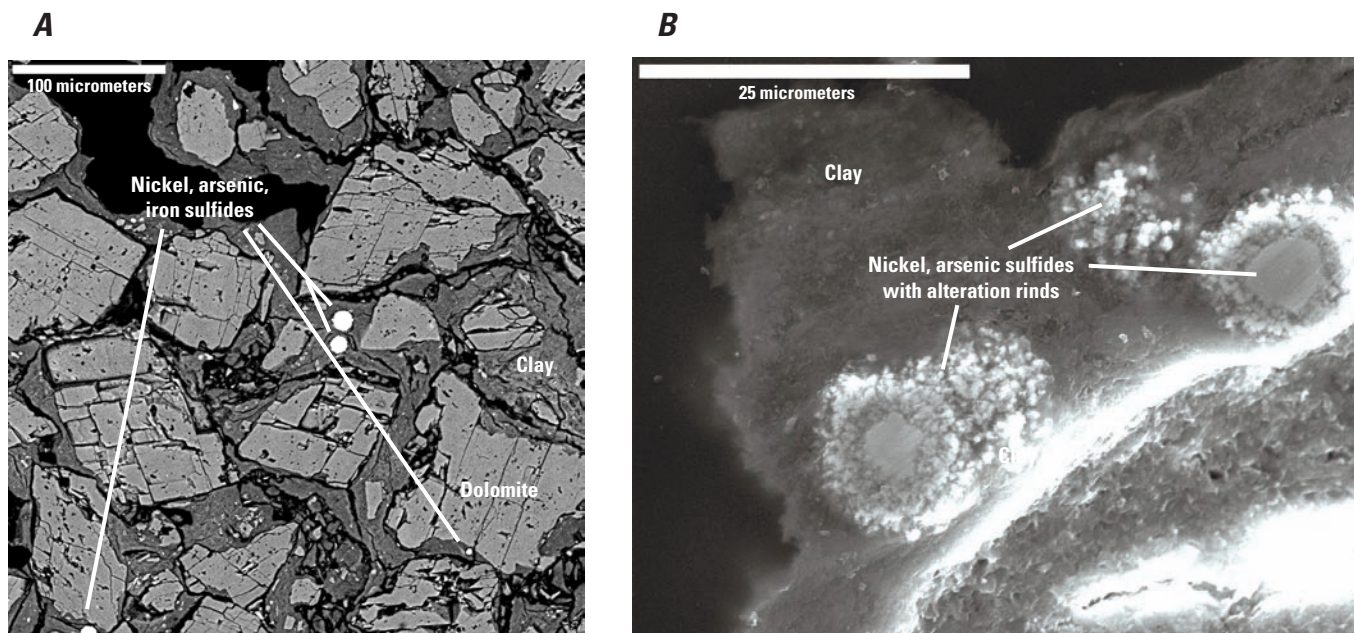 A
B
100 micrometers
25 micrometers
Nickel, arsenic,
iron sulfides
Clay
Dolomite
Clay
Nickel, arsenic sulfides
with alteration rinds